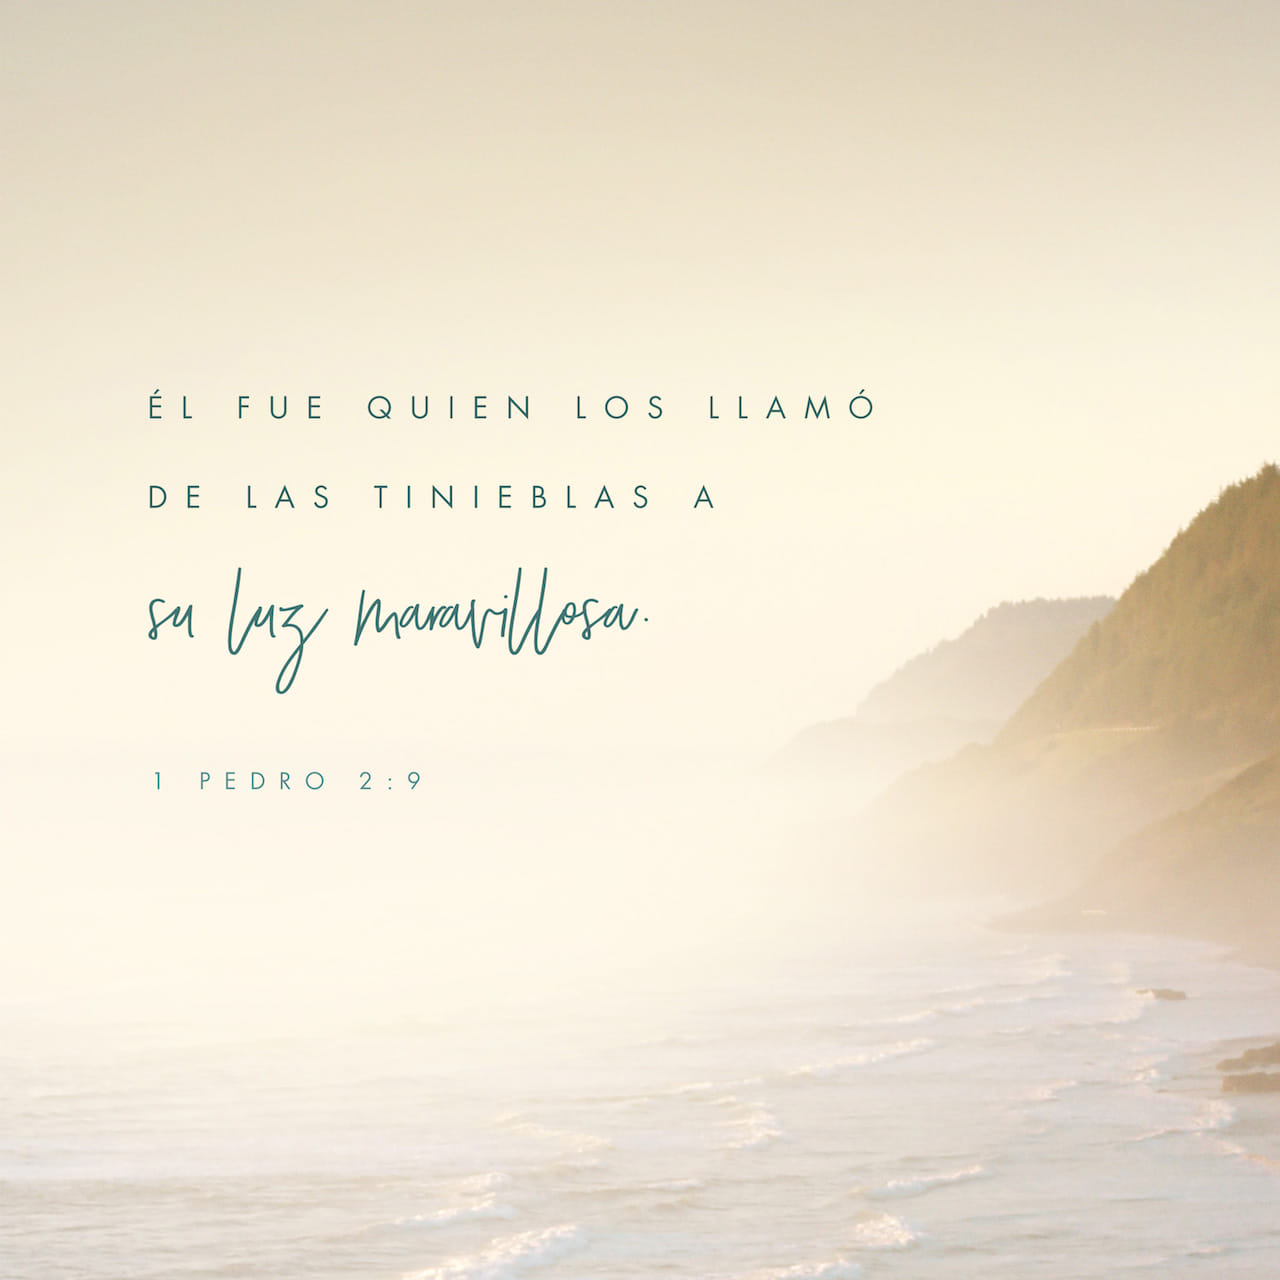 ÉL FUE QUIEN LOS LLAMÓ
DE LAS TINIEBLAS A
su luz maravillosa.
1 PEDRO 2:9